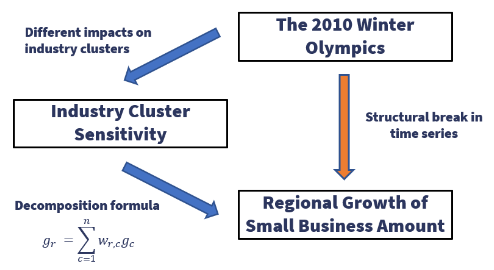 Different impacts on
industry clusters
The 2010 Winter
Olympics
Industry Cluster
Sensitivity
Structural break in
time series
Decomposition formula
n
g_r = ∑ w_{r,c} g_c
c=1
Regional Growth of
Small Business Amount